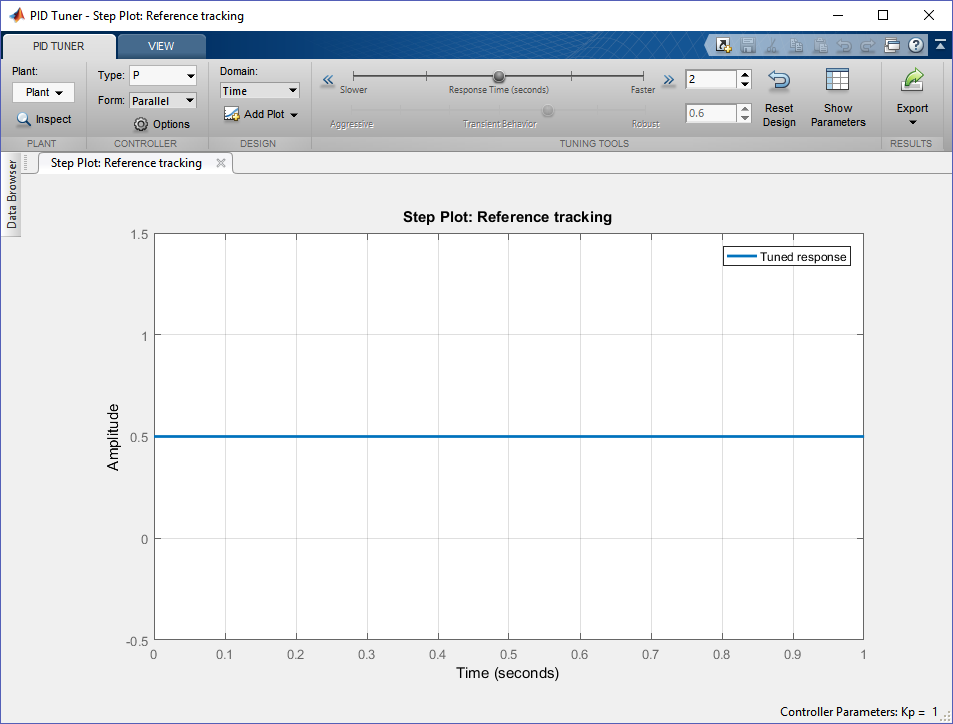 PID Tuner - Step Plot: Reference tracking
PID TUNER VIEW
Plant:
Plant
Inspect
PLANT
Type: P
Form: Parallel
Options
CONTROLLER
Domain:
Time
Add Plot
DESIGN
Slower Response Time (seconds) Faster
2
Aggressive Transient Behavior Robust
0.6
Reset Design
Show Parameters
TUNING TOOLS
Export
RESULTS
Data Browser
Step Plot: Reference tracking
Step Plot: Reference tracking
Tuned response
1.5
1
0.5
0
-0.5
Amplitude
0 0.1 0.2 0.3 0.4 0.5 0.6 0.7 0.8 0.9 1
Time (seconds)
Controller Parameters: Kp = 1